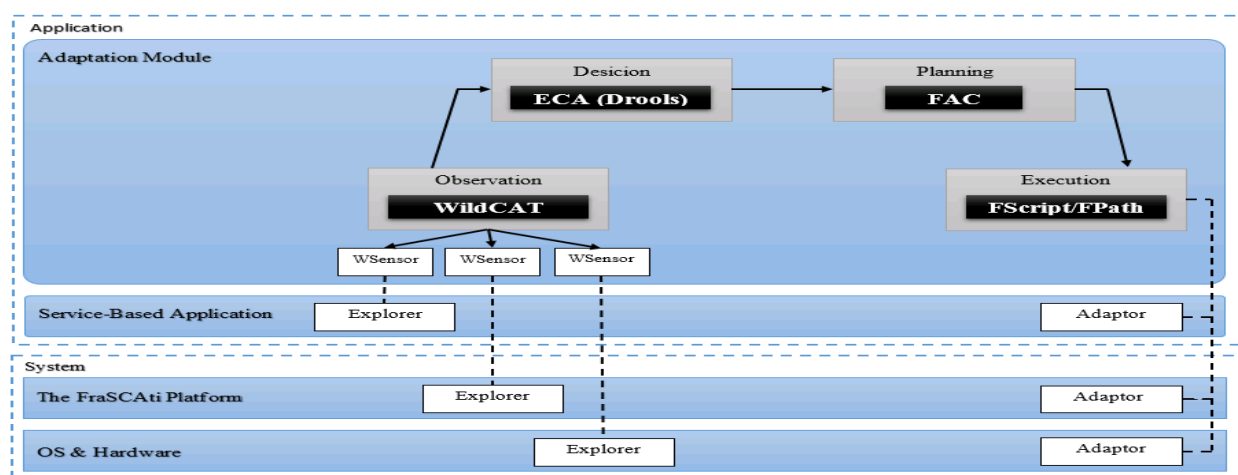 Application
Adaptation Module
Desicion
ECA (Drools)
Planning
FAC
Observation
WildCAT
Execution
FScript/FPath
WSensor
WSensor
WSensor
Service-Based Application
Explorer
Adaptor
System
The FraSCAti Platform
Explorer
Adaptor
OS & Hardware
Explorer
Adaptor